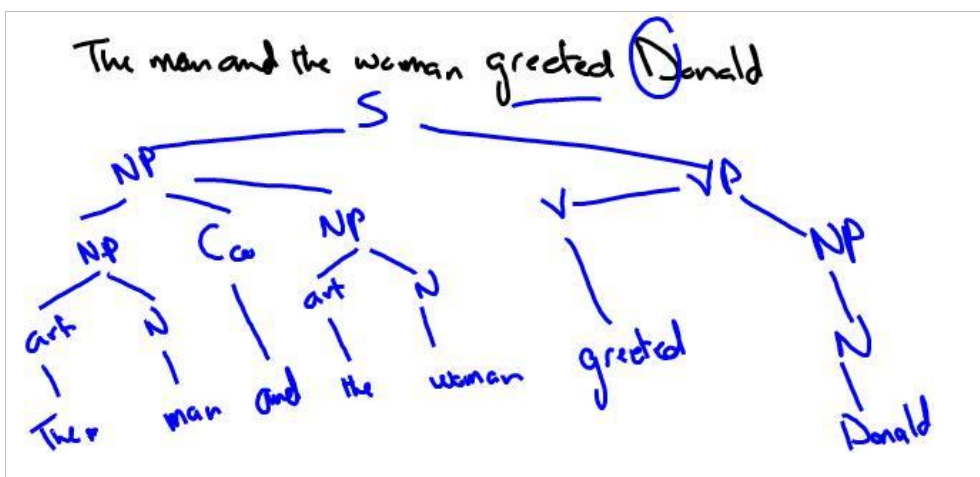 The man and the woman greeted Donald
S
NP VP
NP C NP V NP
art N art N N
The man and the woman greeted Donald